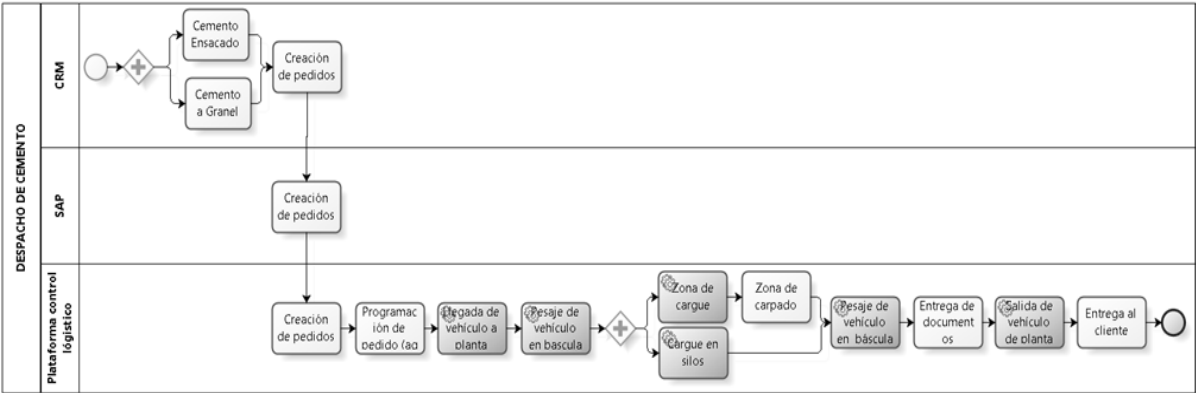 DESPACHO DE CEMENTO
CRM
Cemento
Ensacado
Cemento
a Granel
Creación
de pedidos
SAP
Creación
de pedidos
Plataforma control
lógistico
Creación
de pedidos
Programac
ión de
pedido (ag
Llegada de
vehículo a
planta
Pesaje de
vehículo
en bascula
Zona de
cargue
Zona de
carpado
Cargue en
silos
Pesaje de
vehículo
en báscula
Entrega de
document
os
Salida de
vehículo
de planta
Entrega al
cliente